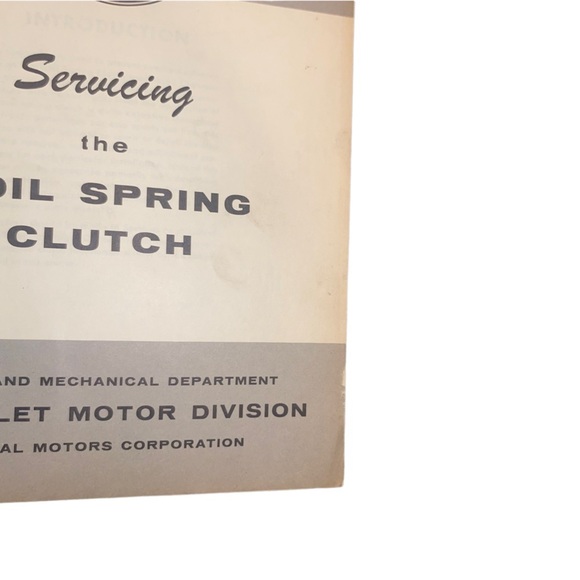 Servicing
the
OIL SPRING
CLUTCH
AND MECHANICAL DEPARTMENT
LET MOTOR DIVISION
AL MOTORS CORPORATION